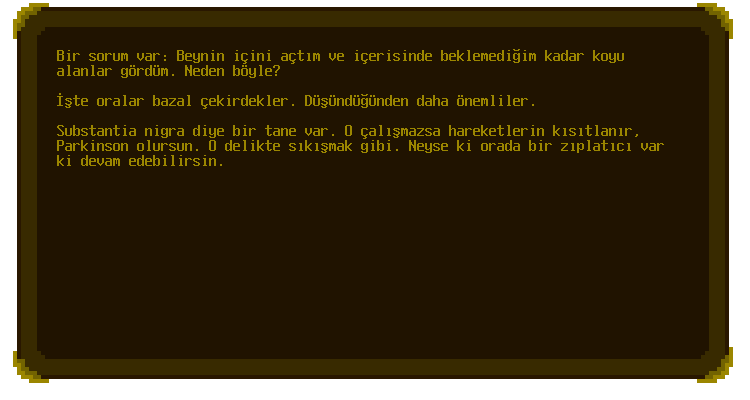 Bir sorum var: Beynin içini açtım ve içerisinde beklemediğim kadar koyu
alanlar gördüm. Neden böyle?
İşte oralar bazal çekirdekler. Düşündüğünden daha önemliler.
Substantia nigra diye bir tane var. O çalışmazsa hareketlerin kısıtlanır,
Parkinson olursun. O delikte sıkışmak gibi. Neyse ki orada bir zıplatıcı var
ki devam edebilirsin.